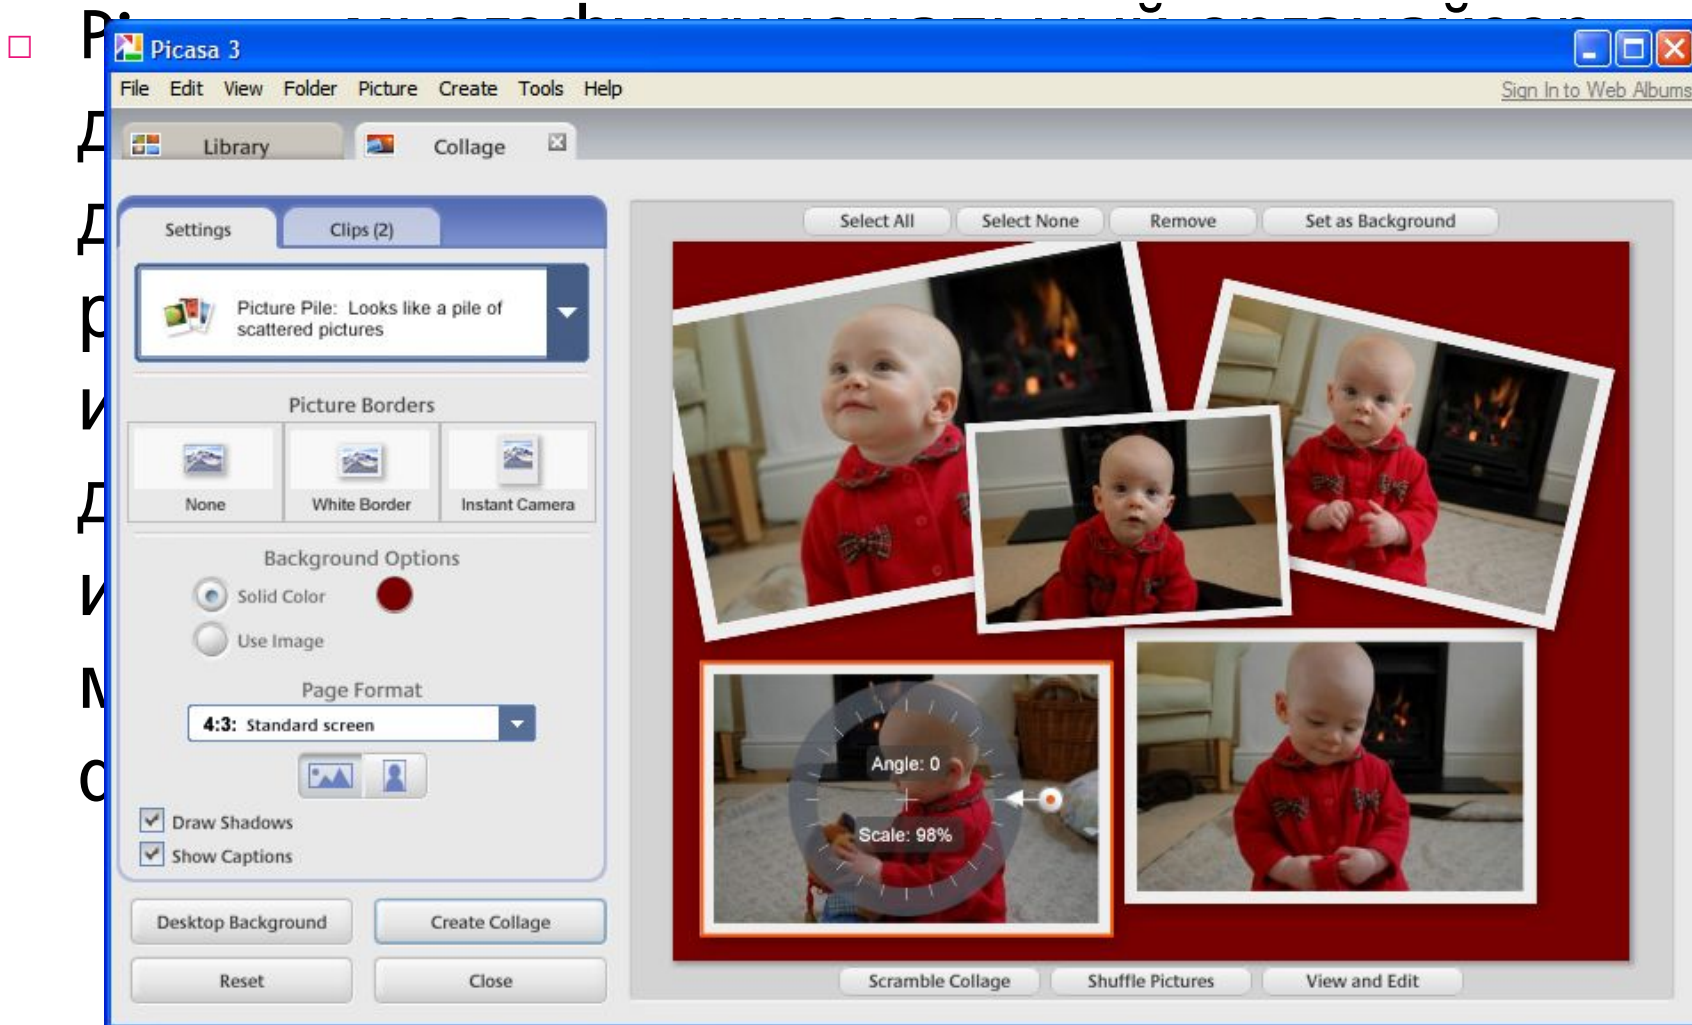 Picasa 3
File Edit View Folder Picture Create Tools Help
Sign In to Web Albums
Library Collage
Settings Clips (2)
Select All Select None Remove Set as Background
Picture Pile: Looks like a pile of
scattered pictures
Picture Borders
None White Border Instant Camera
Background Options
Solid Color
Use Image
Page Format
4:3: Standard screen
Angle: 0
Scale: 98%
Draw Shadows
Show Captions
Desktop Background Create Collage
Reset Close
Scramble Collage Shuffle Pictures View and Edit